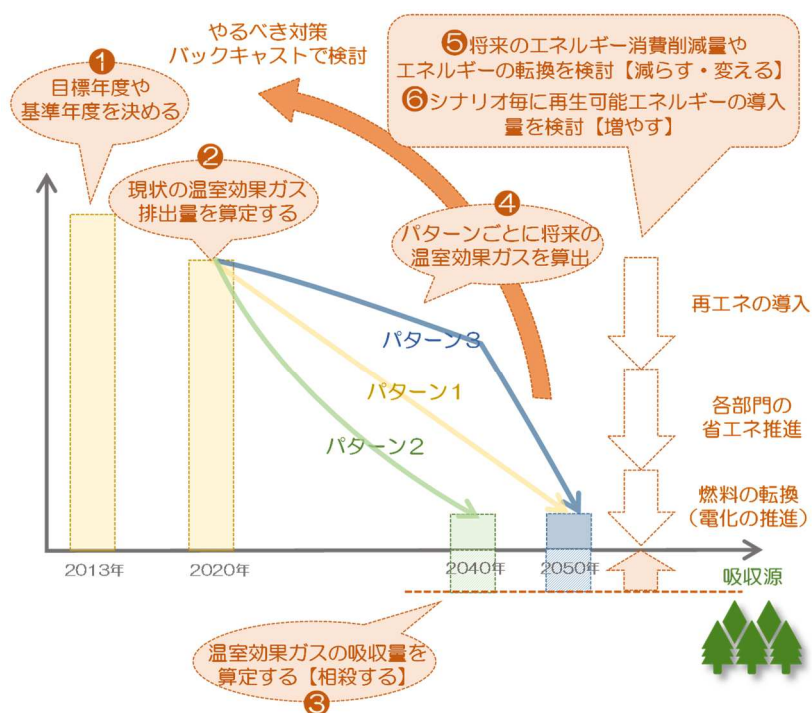 やるべき対策
バックキャストで検討
❶
目標年度や
基準年度を決める
❷
現状の温室効果ガス
排出量を算定する
❺将来のエネルギー消費削減量や
エネルギーの転換を検討【減らす・変える】
❻シナリオ毎に再生可能エネルギーの導入
量を検討【増やす】
❹
パターンごとに将来の
温室効果ガスを算出
パターン3
パターン1
パターン2
再エネの導入
各部門の
省エネ推進
燃料の転換
(電化の推進)
2013年
2020年
2040年
2050年
吸収源
温室効果ガスの吸収量を
算定する【相殺する】
❸